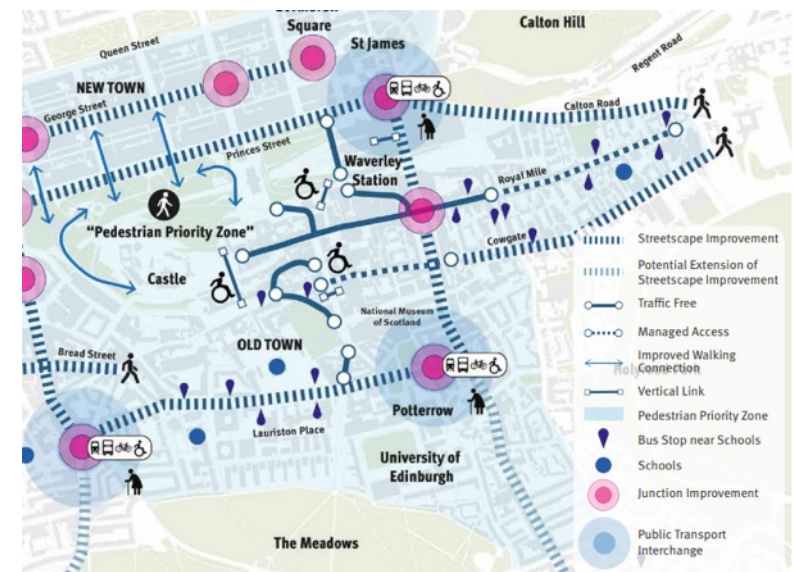 Square
Calton Hill
St James
Queen Street
Regent Road
NEW TOWN
George Street
Calton Road
Princes Street
Waverley
Station
Royal Mile
"Pedestrian Priority Zone"
Cowgate
Castle
National Museum
of Scotland
OLD TOWN
Bread Street
Potterrow
Lauriston Place
University of
Edinburgh
The Meadows
Streetscape Improvement
Potential Extension of
Streetscape Improvement
Traffic Free
Managed Access
Improved Walking
Connection
Vertical Link
Pedestrian Priority Zone
Bus Stop near Schools
Schools
Junction Improvement
Public Transport
Interchange